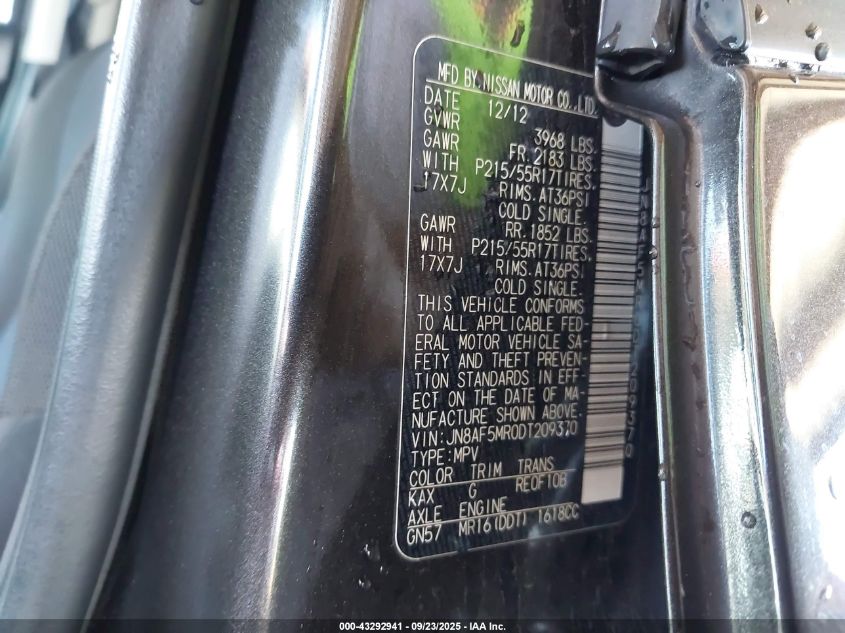 MFD BY NISSAN MOTOR CO.,LTD.
DATE 12/12
GVWR 3968 LBS.
GAWR FR. 2183 LBS.
WITH P215/55R17TIRES.
17X7J RIMS. AT36PSI
COLD SINGLE.
GAWR RR. 1852 LBS.
WITH P215/55R17TIRES.
17X7J RIMS. AT36PSI
COLD SINGLE.
THIS VEHICLE CONFORMS
TO ALL APPLICABLE FED-
ERAL MOTOR VEHICLE SA-
FETY AND THEFT PREVEN-
TION STANDARDS IN EFF-
ECT ON THE DATE OF MA-
NUFACTURE SHOWN ABOVE.
VIN: JN8AF5MR0DT209370
TYPE: MPV
COLOR TRIM TRANS
KAX G RE0F10B
AXLE ENGINE
GN57 MR16(DDT) 1618CC
000-43292941 - 09/23/2025 - IAA Inc.